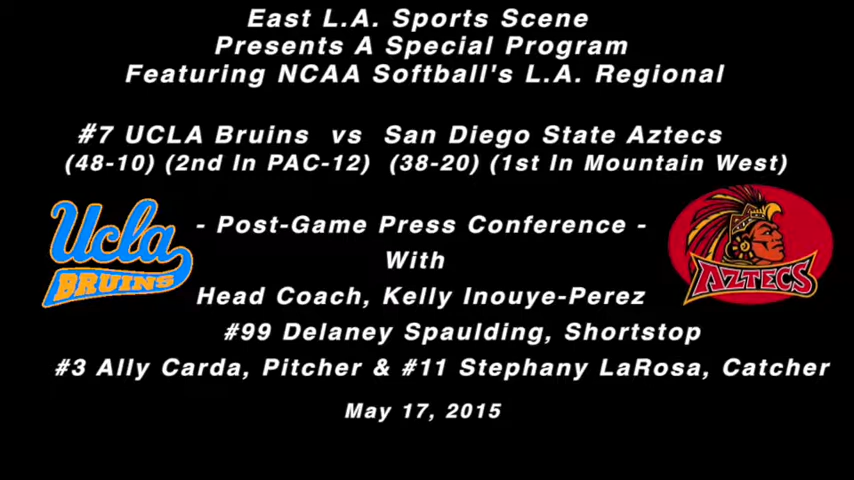 East L.A. Sports Scene
Presents A Special Program
Featuring NCAA Softball's L.A. Regional
#7 UCLA Bruins vs San Diego State Aztecs
(48-10) (2nd In PAC-12) (38-20) (1st In Mountain West)
Ucla
BRUINS
- Post-Game Press Conference -
With
Head Coach, Kelly Inouye-Perez
AZTECS
#99 Delaney Spaulding, Shortstop
#3 Ally Carda, Pitcher & #11 Stephany LaRosa, Catcher
May 17, 2015